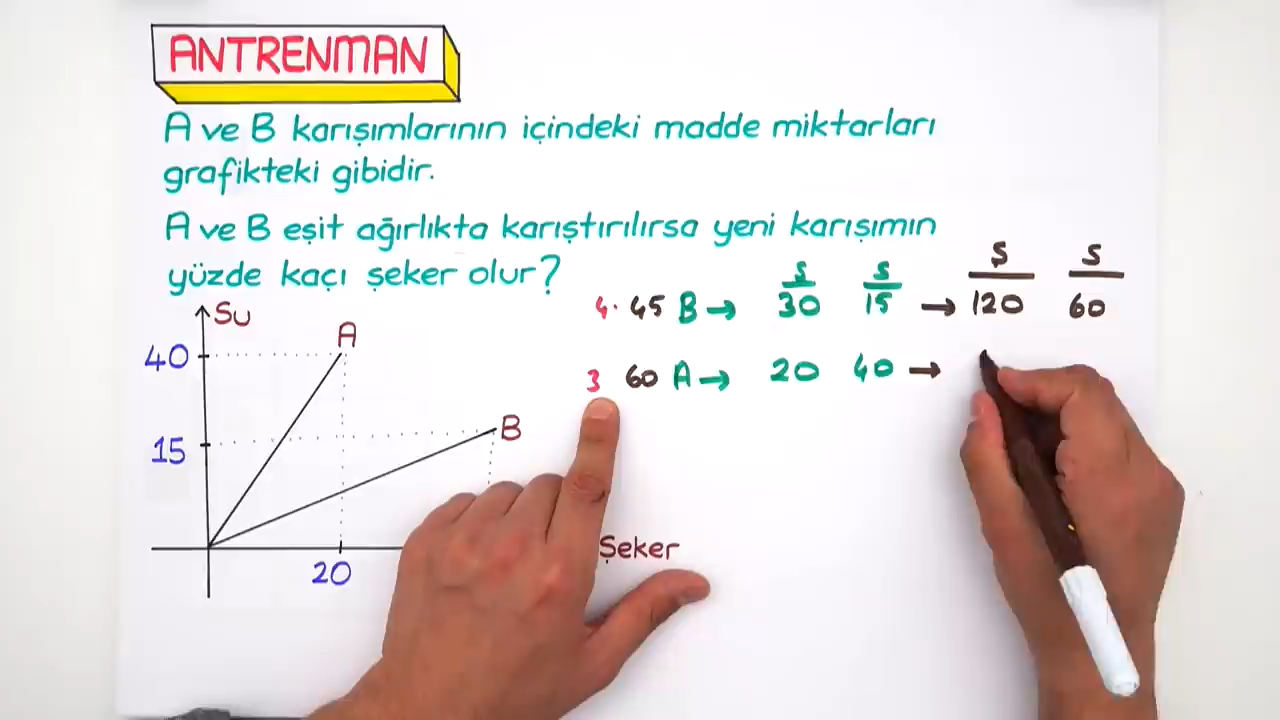 ANTRENMAN
A ve B karışımlarının içindeki madde miktarları
grafikteki gibidir.
A ve B eşit ağırlıkta karıştırılırsa yeni karışımın
yüzde kaçı şeker olur?
Ş S
Ş S
4. 45 B → 30 15 → 120 60
3 60 A → 20 40 →
Su
A
40
B
15
Şeker
20